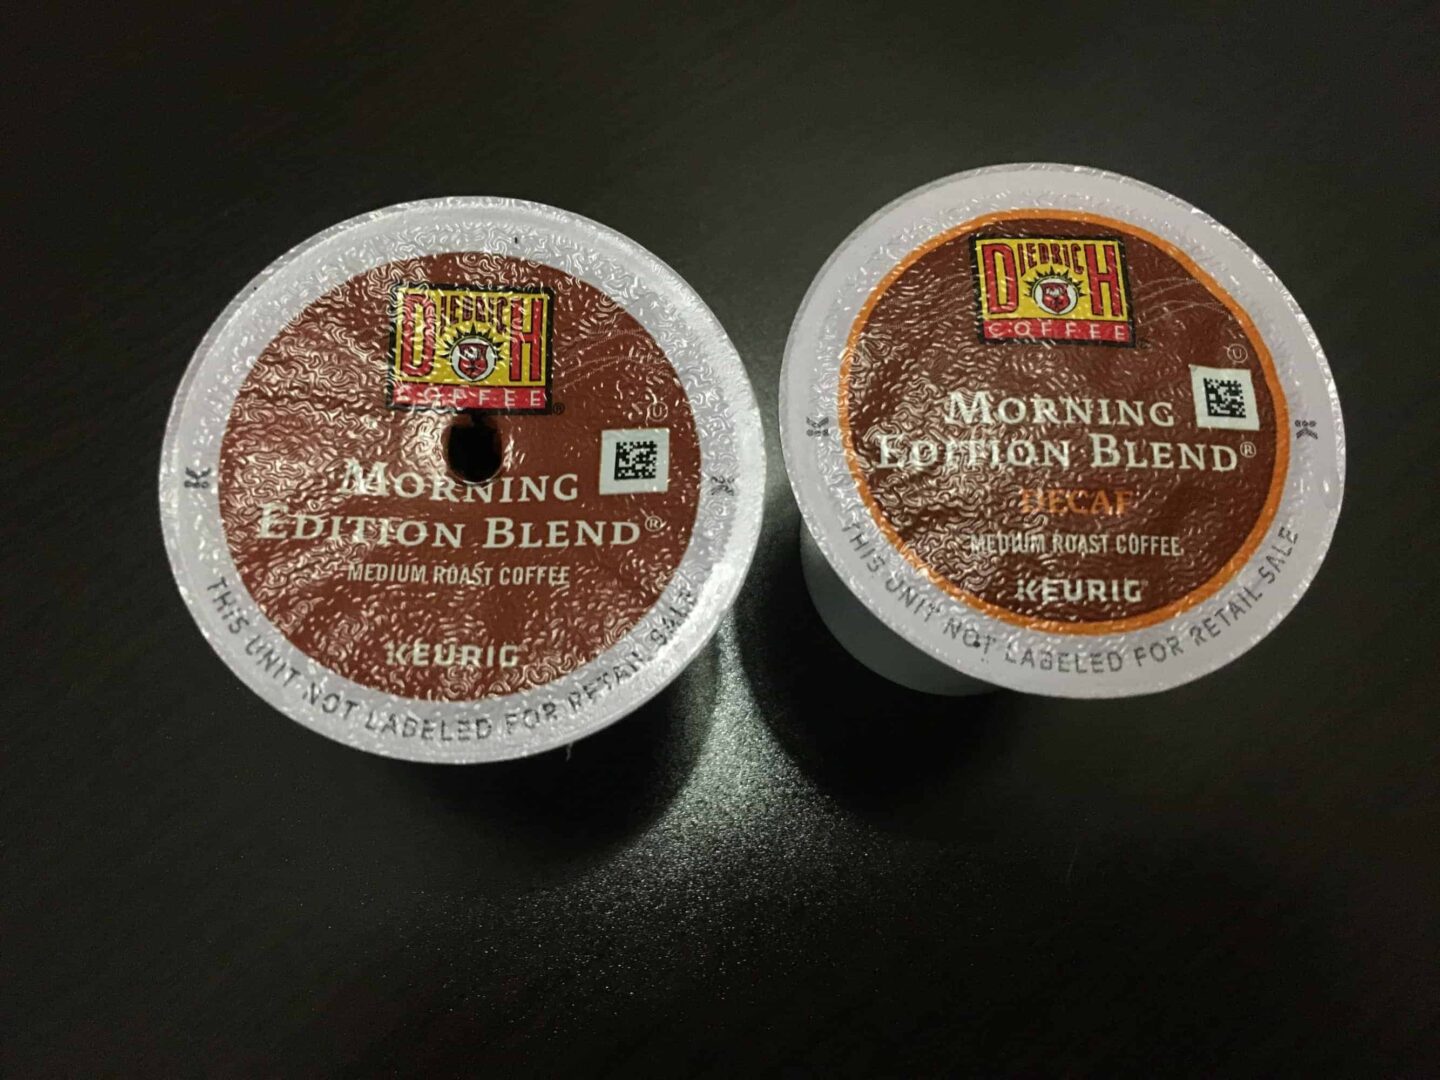 DIEDRICH
COFFEE ®
U
MORNING
EDITION BLEND®
MEDIUM ROAST COFFEE
KEURIG
K
K
THIS UNIT NOT LABELED FOR RETAIL SALE
DIEDRICH
COFFEE
U
MORNING
EDITION BLEND®
DECAF
MEDIUM ROAST COFFEE
KEURIG
K
K
THIS UNIT NOT LABELED FOR RETAIL SALE